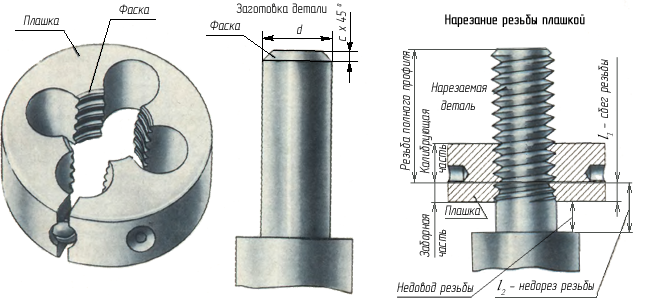 Плашка
Фаска
Заготовка детали
Фаска
d
c x 45°
Нарезание резьбы плашкой
Резьба полного профиля
Калибрующая
часть
Нарезаемая
деталь
l1 - сбег резьбы
Плашка
Заборная
часть
Недовод резьбы
l2 - недорез резьбы